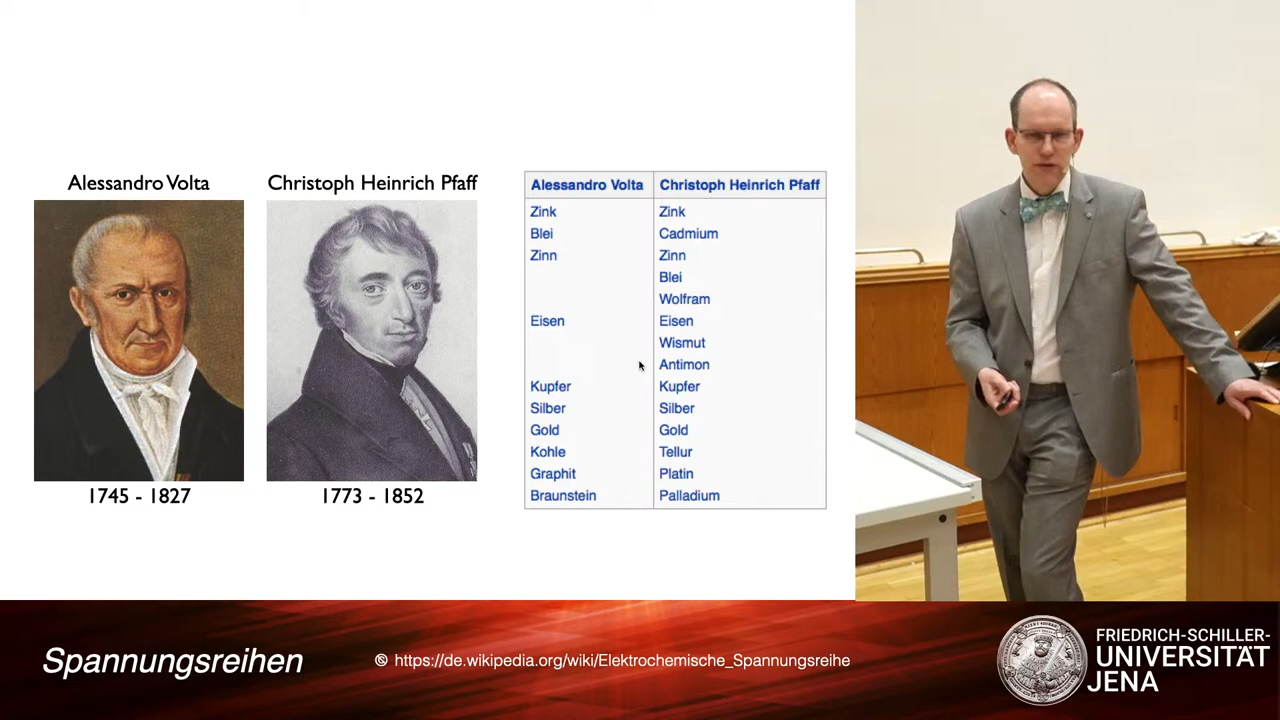 Alessandro Volta
Christoph Heinrich Pfaff
1745 - 1827
1773 - 1852
Alessandro Volta Christoph Heinrich Pfaff
Zink Zink
Blei Cadmium
Zinn Zinn
Blei
Wolfram
Eisen Eisen
Wismut
Antimon
Kupfer Kupfer
Silber Silber
Gold Gold
Kohle Tellur
Graphit Platin
Braunstein Palladium
Spannungsreihen
https://de.wikipedia.org/wiki/Elektrochemische_Spannungsreihe
FRIEDRICH-SCHILLER-
UNIVERSITÄT
JENA